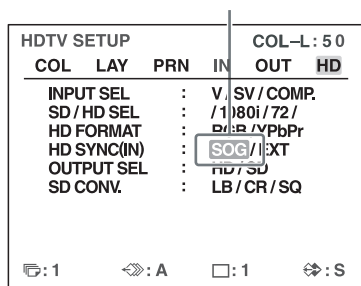 HDTV SETUP COL-L:50
COL LAY PRN IN OUT HD
INPUT SEL : V/SV/COMP.
SD/HD SEL : /1080i/72/
HD FORMAT : RGB/YPbPr
HD SYNC(IN) : SOG/EXT
OUTPUT SEL : HD/SD
SD CONV. : LB/CR/SQ
:1 :A :1 :S